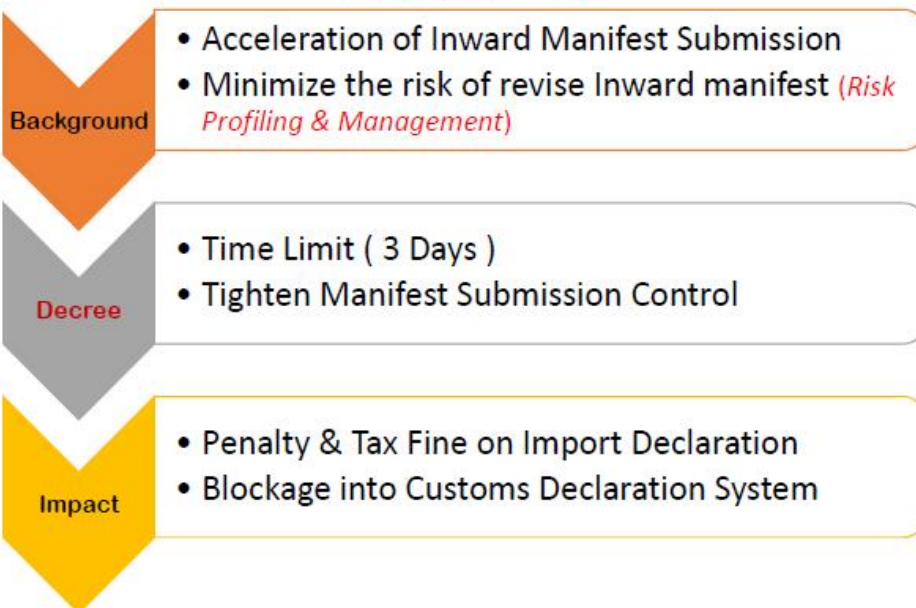 Background
• Acceleration of Inward Manifest Submission
• Minimize the risk of revise Inward manifest (Risk
Profiling & Management)
Decree
• Time Limit ( 3 Days )
• Tighten Manifest Submission Control
Impact
• Penalty & Tax Fine on Import Declaration
• Blockage into Customs Declaration System